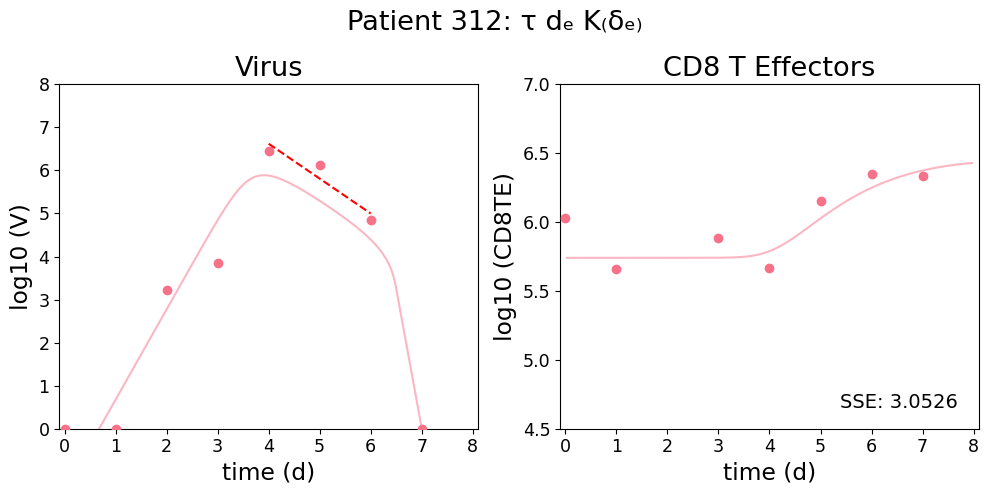 Patient 312: τ dₑ K₍δₑ₎
Virus
CD8 T Effectors
log10 (V)
8
7
6
5
4
3
2
1
0
0 1 2 3 4 5 6 7 8
time (d)
log10 (CD8TE)
7.0
6.5
6.0
5.5
5.0
4.5
SSE: 3.0526
0 1 2 3 4 5 6 7 8
time (d)